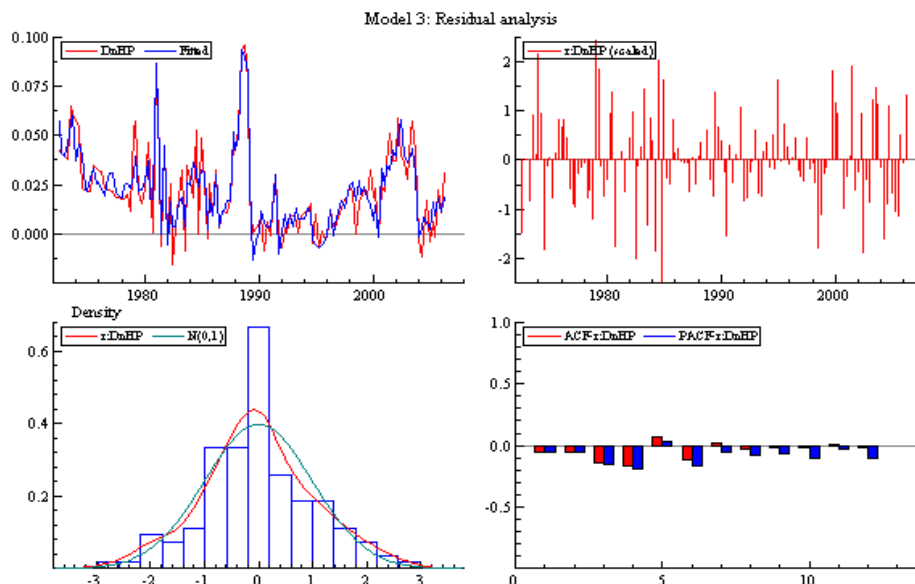 Model 3: Residual analysis
DnHP Fitted
0.100
0.075
0.050
0.025
0.000
1980 1990 2000
r:DnHP (scaled)
2
1
0
-1
-2
1980 1990 2000
Density
r:DnHP N(0,1)
0.6
0.4
0.2
-3 -2 -1 0 1 2 3
ACF-r:DnHP PACF-r:DnHP
1.0
0.5
0.0
-0.5
0 5 10